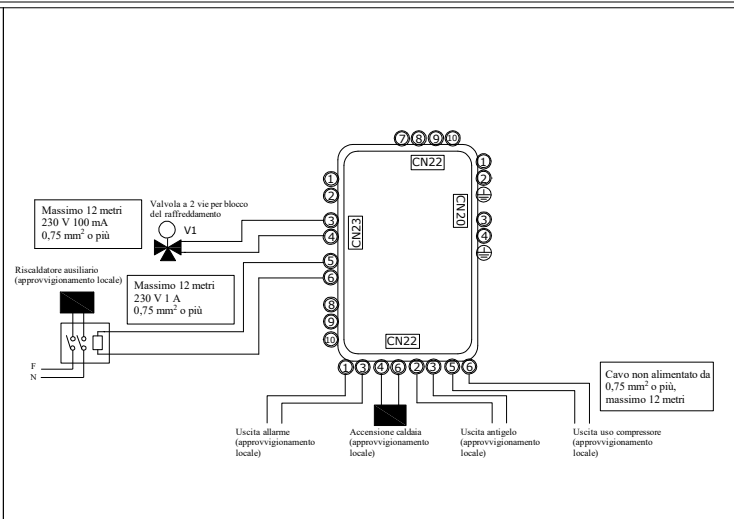 7 8 9 10
CN22
1
2
CN20
3
4
1
2
CN23
3
4
5
6
8
9
10
CN22
1 3 4 6 2 3 5 6
Massimo 12 metri
230 V 100 mA
0,75 mm² o più
Valvola a 2 vie per blocco
del raffreddamento
V1
Riscaldatore ausiliario
(approvvigionamento locale)
Massimo 12 metri
230 V 1 A
0,75 mm² o più
F
N
Uscita allarme
(approvvigionamento
locale)
Accensione caldaia
(approvvigionamento
locale)
Uscita antigelo
(approvvigionamento
locale)
Uscita uso compressore
(approvvigionamento
locale)
Cavo non alimentato da
0,75 mm² o più,
massimo 12 metri